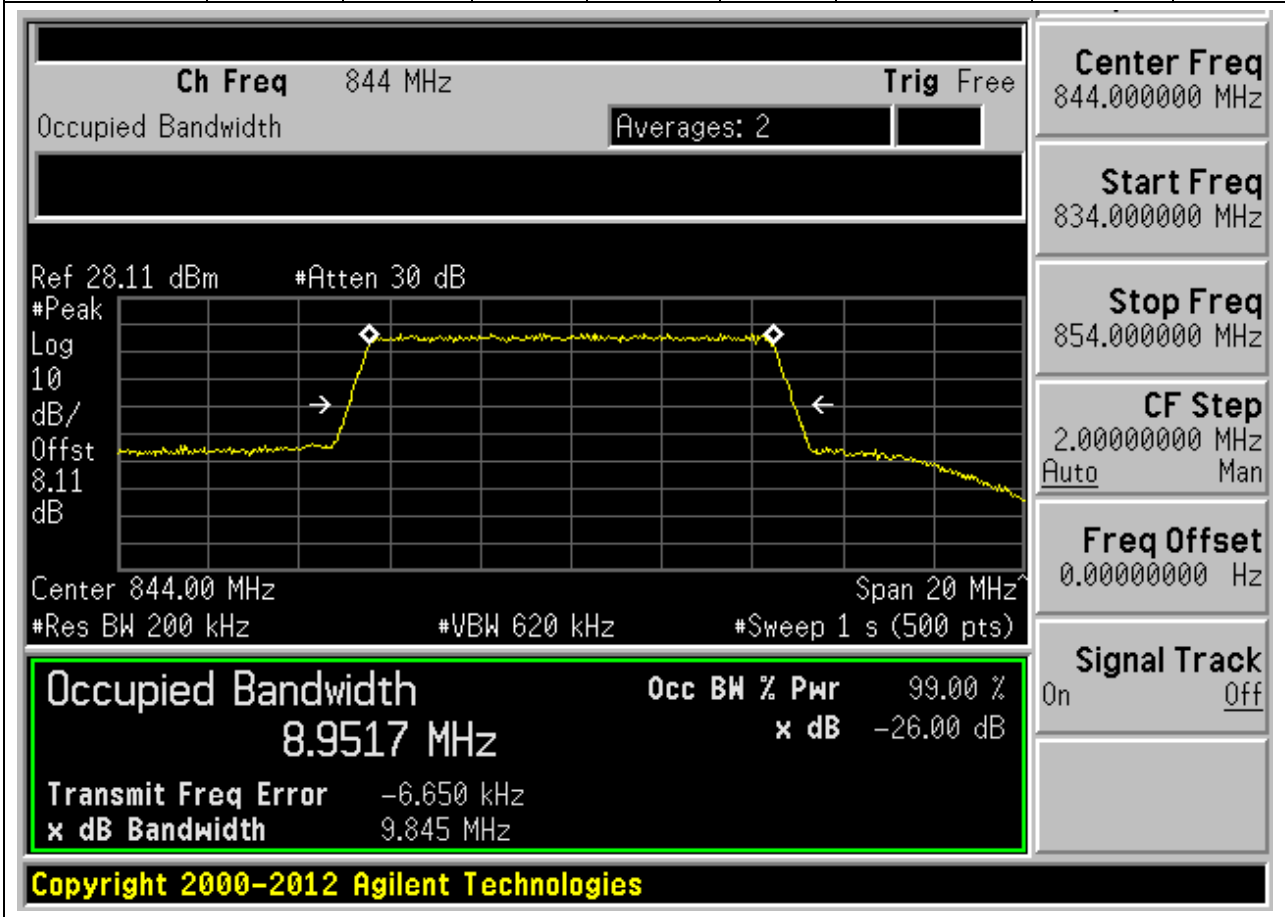 Ch Freq 844 MHz Trig Free
Occupied Bandwidth Averages: 2
Ref 28.11 dBm #Atten 30 dB
#Peak
Log
10
dB/
Offst
8.11
dB
Center 844.00 MHz Span 20 MHz^
#Res BW 200 kHz #VBW 620 kHz #Sweep 1 s (500 pts)
Occupied Bandwidth Occ BW % Pwr 99.00 %
8.9517 MHz x dB -26.00 dB
Transmit Freq Error -6.650 kHz
x dB Bandwidth 9.845 MHz
Copyright 2000-2012 Agilent Technologies
Center Freq
844.000000 MHz
Start Freq
834.000000 MHz
Stop Freq
854.000000 MHz
CF Step
2.00000000 MHz
Auto Man
Freq Offset
0.00000000 Hz
Signal Track
On Off